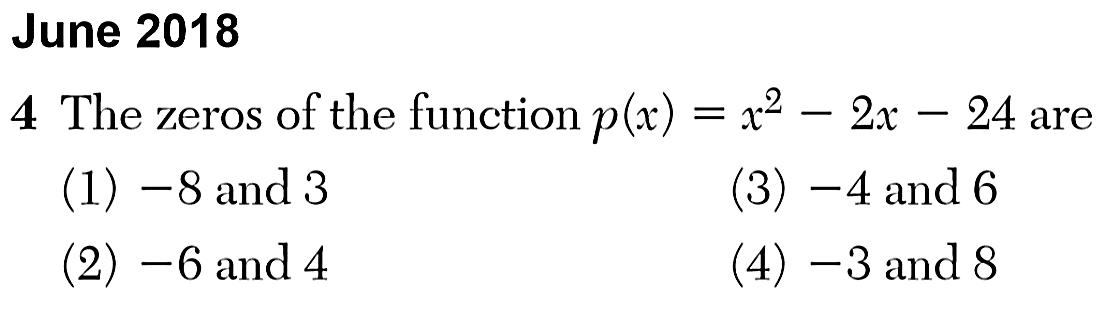 June 2018
4 The zeros of the function p(x) = x² − 2x − 24 are
(1) −8 and 3 (3) −4 and 6
(2) −6 and 4 (4) −3 and 8